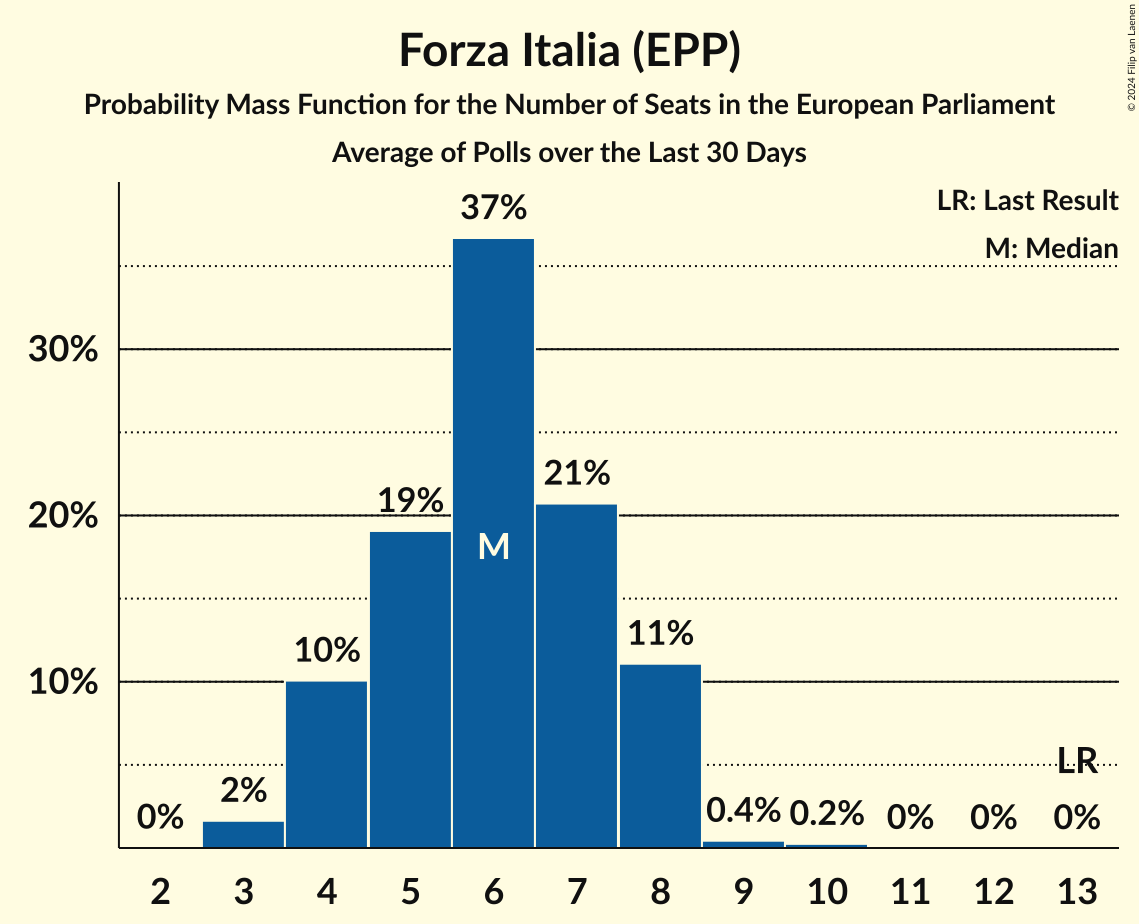 Forza Italia (EPP)
Probability Mass Function for the Number of Seats in the European Parliament
Average of Polls over the Last 30 Days
© 2024 Filip van Laenen
LR: Last Result
M: Median
37%
30%
21%
19%
20%
M
11%
10%
10%
LR
2%
0%
0.4%
0.2%
0%
0%
0%
2 3 4 5 6 7 8 9 10 11 12 13